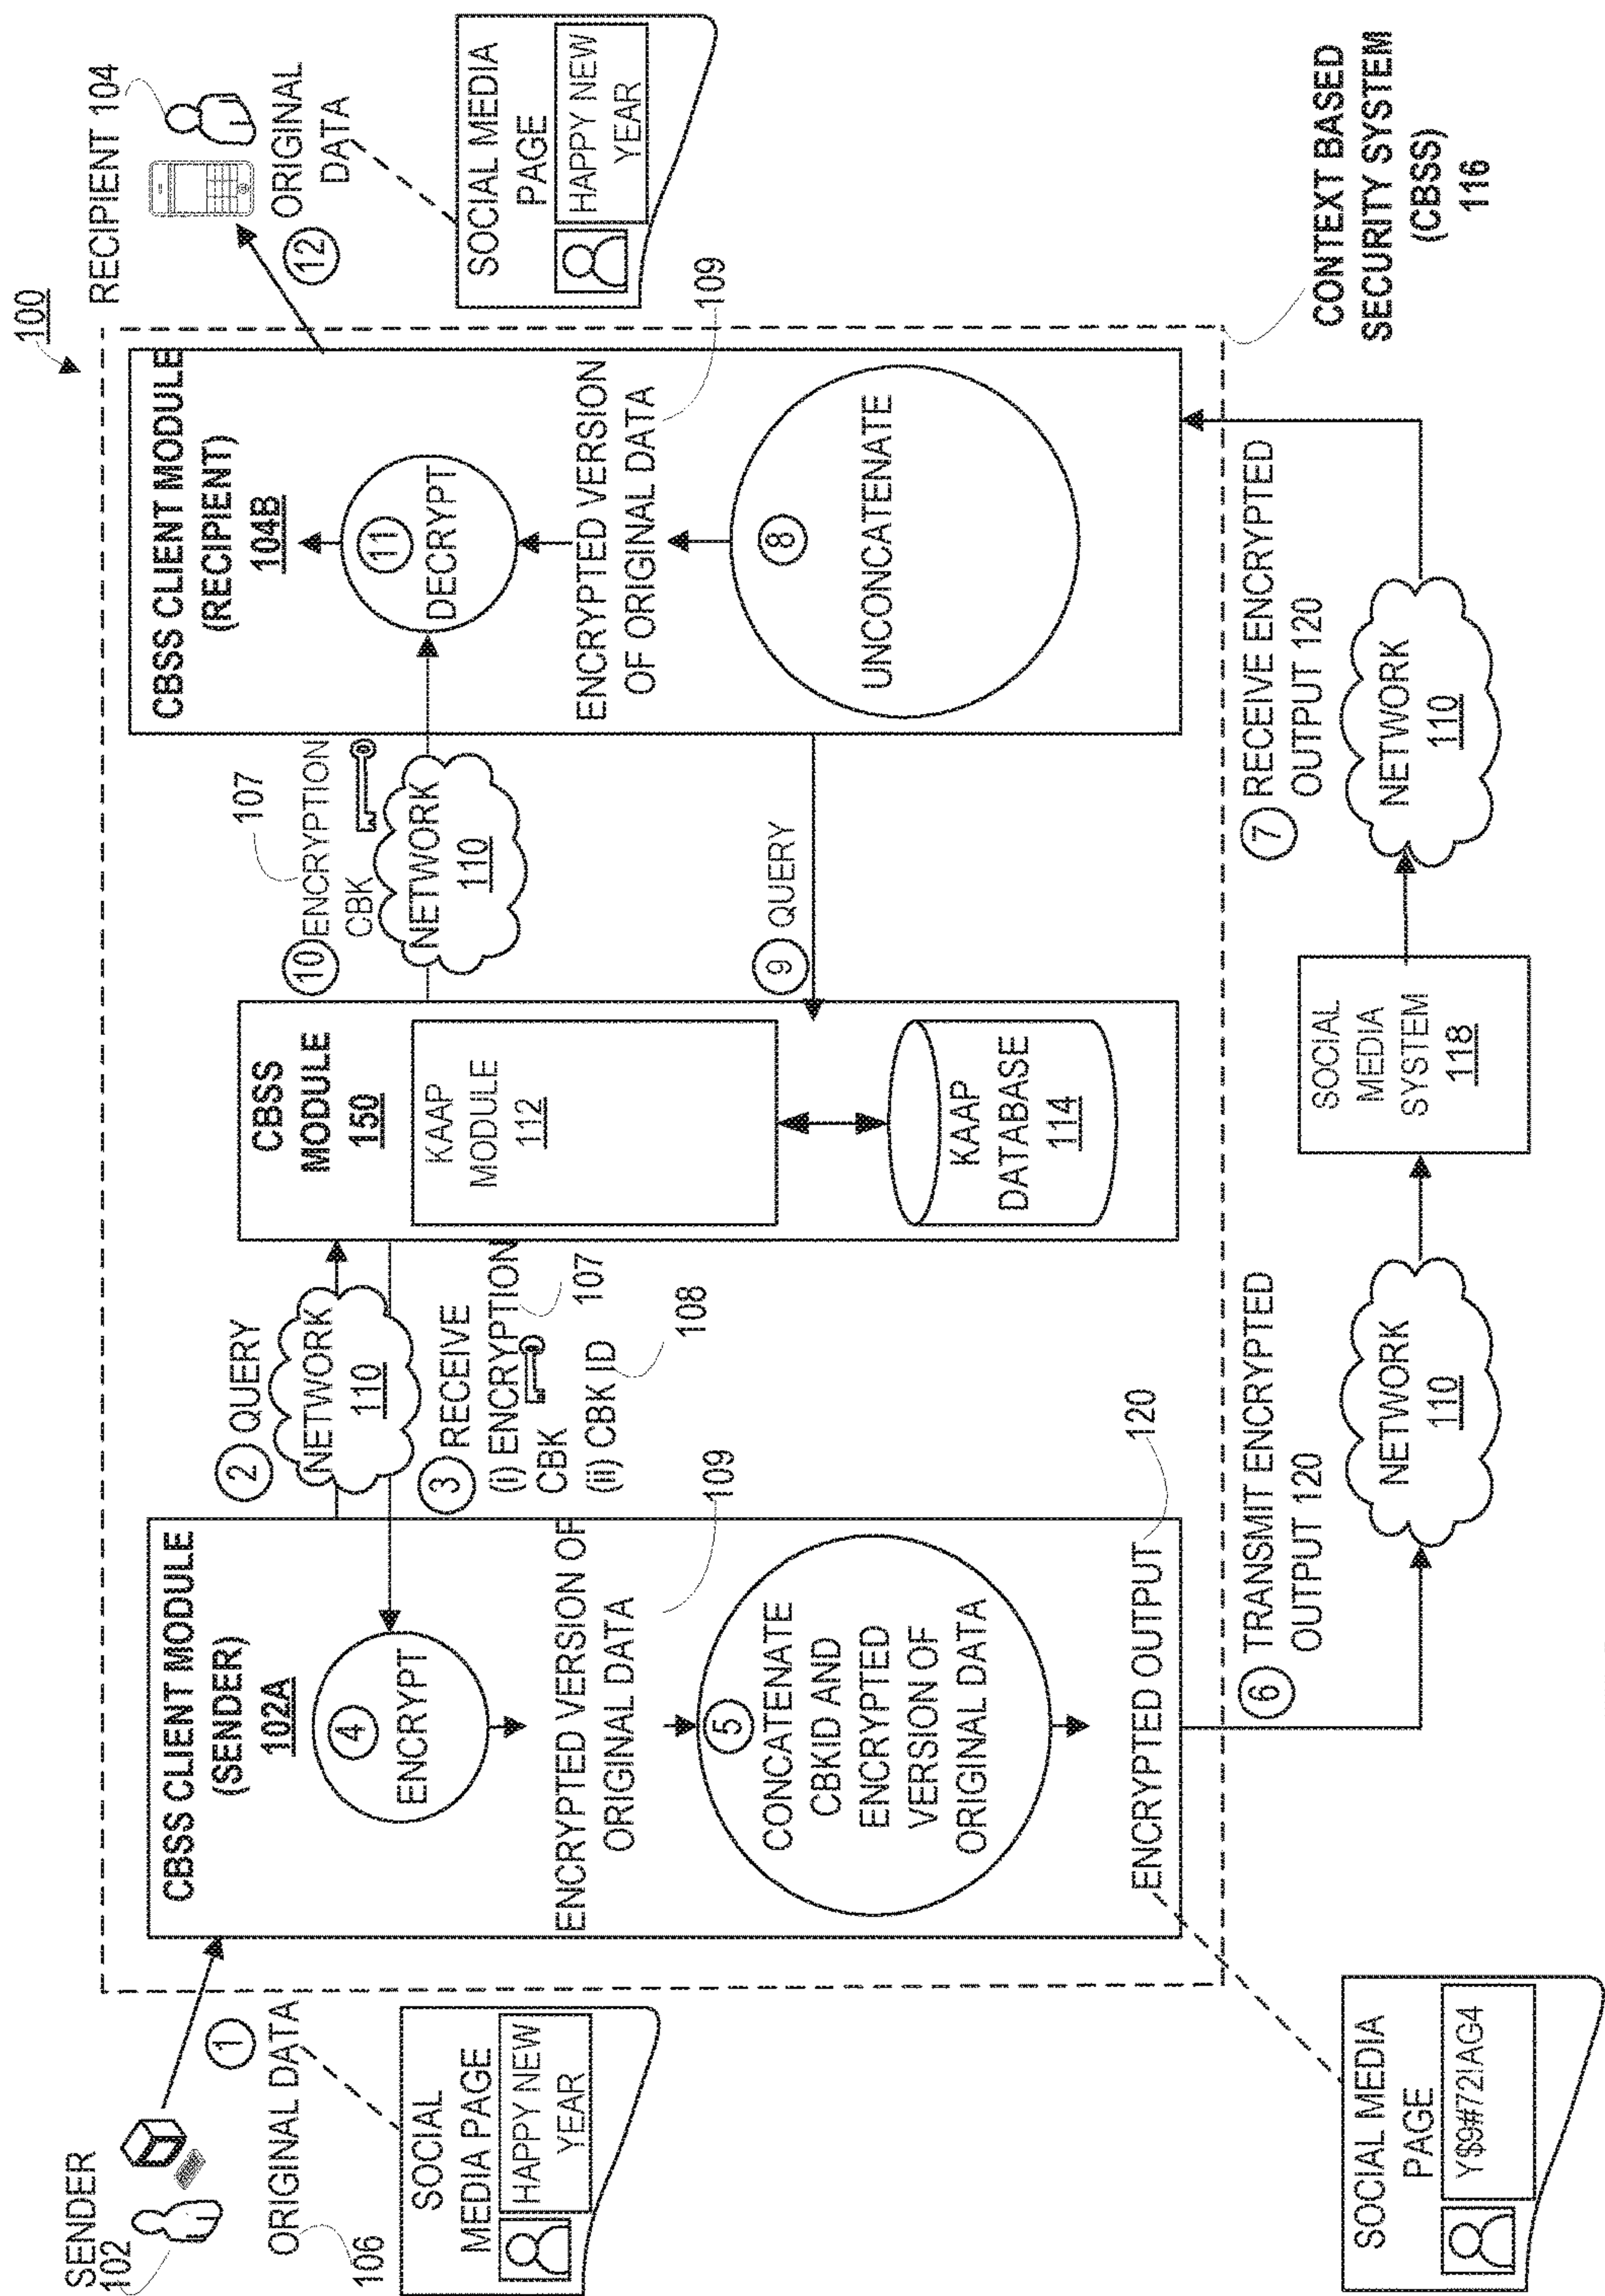 100
SENDER
102
1
ORIGINAL DATA
106
SOCIAL
MEDIA PAGE
HAPPY NEW
YEAR
CBSS CLIENT MODULE
(SENDER)
102A
4
ENCRYPT
ENCRYPTED VERSION OF
ORIGINAL DATA
109
5
CONCATENATE
CBKID AND
ENCRYPTED
VERSION OF
ORIGINAL DATA
ENCRYPTED OUTPUT
120
SOCIAL MEDIA
PAGE
Y$9#72IAG4
2 QUERY
NETWORK
110
3 RECEIVE
(i) ENCRYPTION
CBK
107
(ii) CBK ID
108
CBSS
MODULE
150
KAAP
MODULE
112
KAAP
DATABASE
114
107
10 ENCRYPTION
CBK
NETWORK
110
9 QUERY
CBSS CLIENT MODULE
(RECIPIENT)
104B
11
DECRYPT
ENCRYPTED VERSION
OF ORIGINAL DATA
109
8
UNCONCATENATE
RECIPIENT 104
12
ORIGINAL
DATA
SOCIAL MEDIA
PAGE
HAPPY NEW
YEAR
6 TRANSMIT ENCRYPTED
OUTPUT 120
NETWORK
110
SOCIAL
MEDIA
SYSTEM
118
7 RECEIVE ENCRYPTED
OUTPUT 120
NETWORK
110
CONTEXT BASED
SECURITY SYSTEM
(CBSS)
116